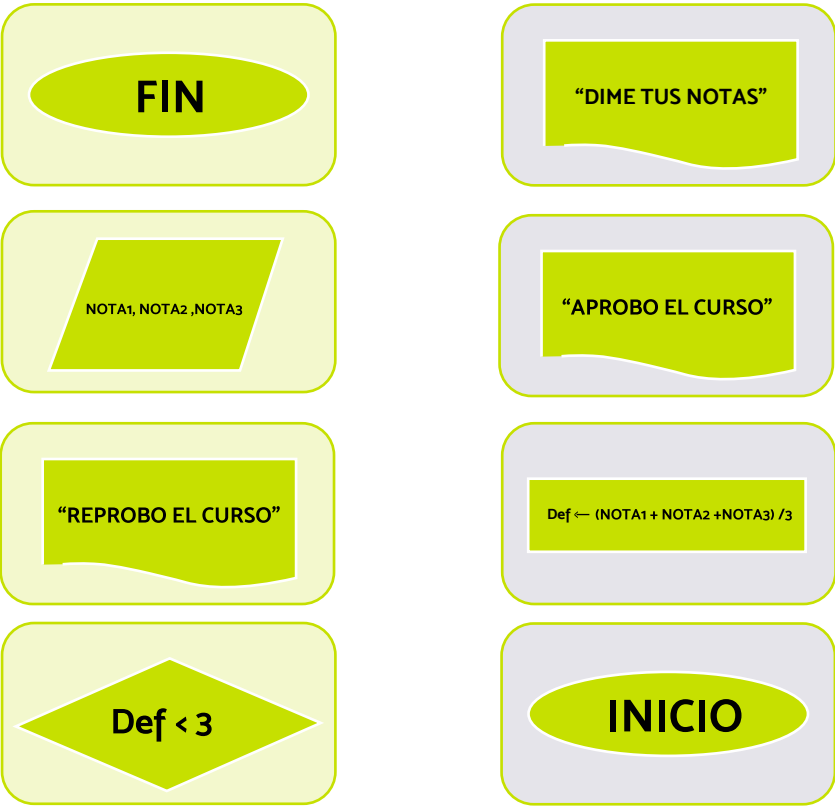 FIN
“DIME TUS NOTAS”
NOTA1, NOTA2 ,NOTA3
“APROBO EL CURSO”
“REPROBO EL CURSO”
Def ← (NOTA1 + NOTA2 +NOTA3) /3
Def < 3
INICIO